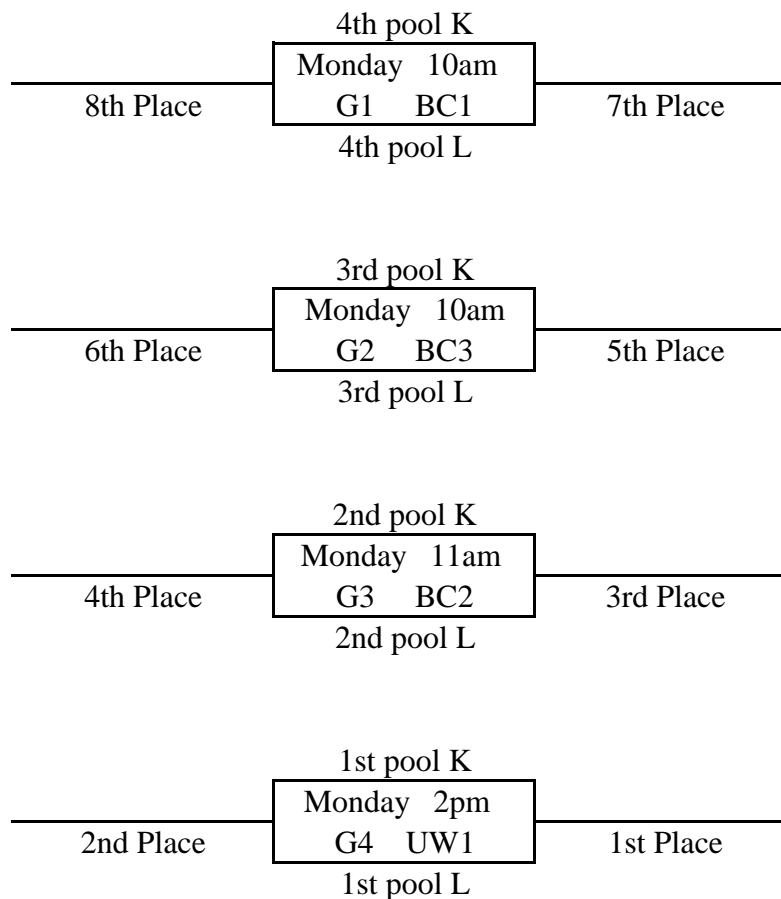 4th pool K
Monday 10am
8th Place G1 BC1 7th Place
4th pool L
3rd pool K
Monday 10am
6th Place G2 BC3 5th Place
3rd pool L
2nd pool K
Monday 11am
4th Place G3 BC2 3rd Place
2nd pool L
1st pool K
Monday 2pm
2nd Place G4 UW1 1st Place
1st pool L